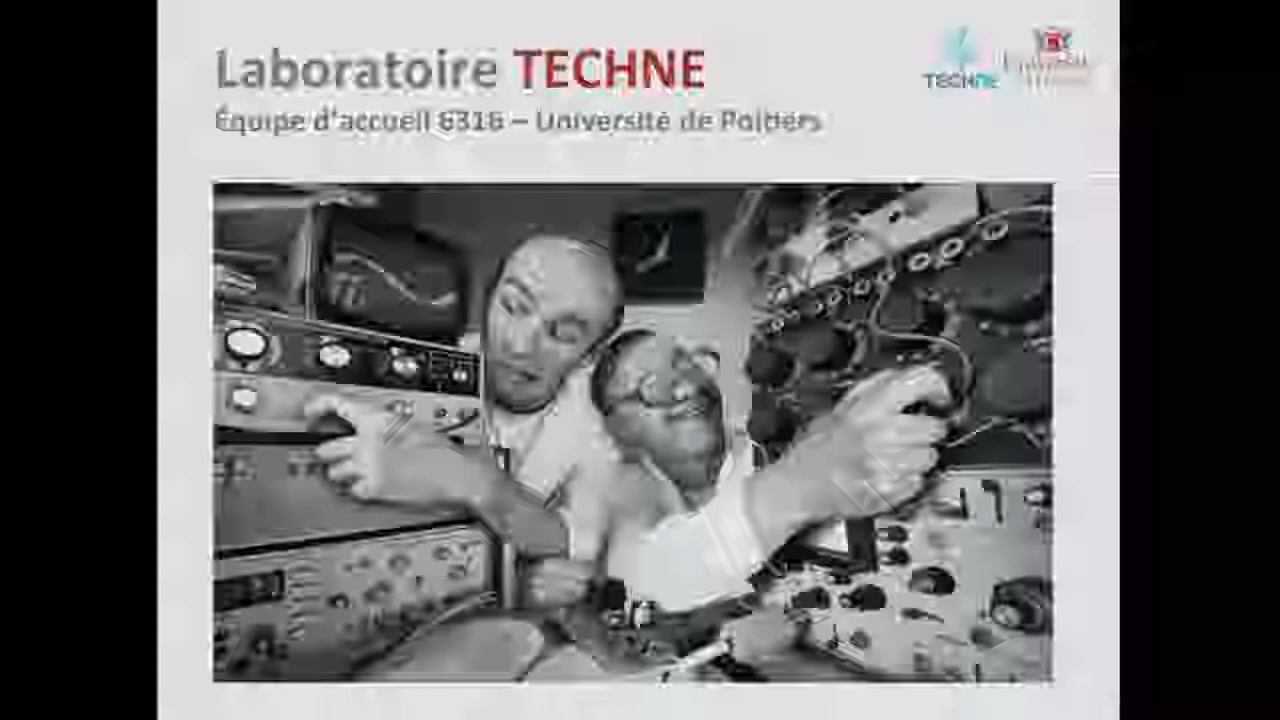 Laboratoire TECHNE
Équipe d'accueil 6316 – Université de Poitiers
TECHNE